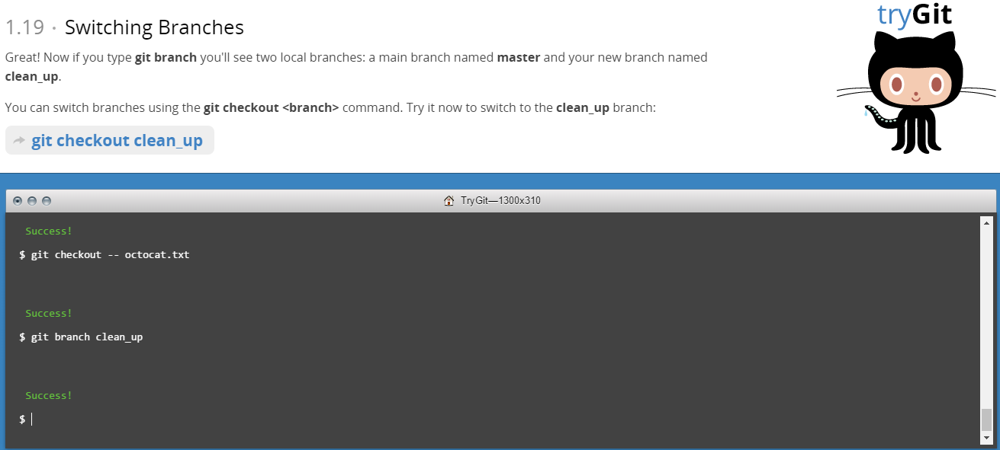 tryGit
1.19 · Switching Branches
Great! Now if you type git branch you'll see two local branches: a main branch named master and your new branch named
clean_up.
You can switch branches using the git checkout <branch> command. Try it now to switch to the clean_up branch:
git checkout clean_up
TryGit—1300x310
Success!
$ git checkout -- octocat.txt
Success!
$ git branch clean_up
Success!
$